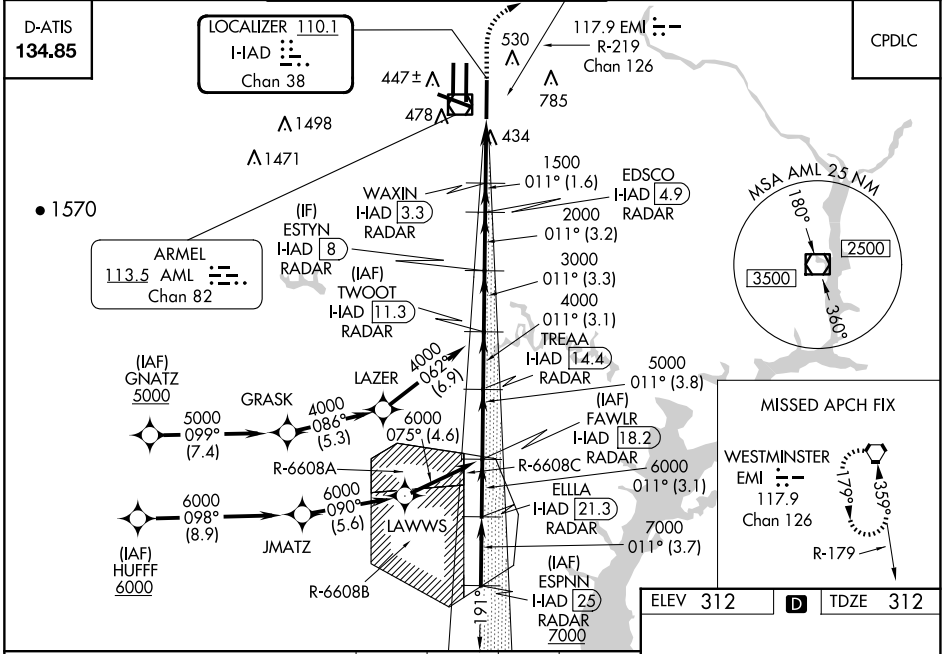 D-ATIS
134.85
LOCALIZER 110.1
I-IAD
Chan 38
117.9 EMI
R-219
Chan 126
CPDLC
530
785
447±
478
434
1498
1471
1570
ARMEL
113.5 AML
Chan 82
WAXIN
I-IAD 3.3
RADAR
1500
011° (1.6)
EDSCO
I-IAD 4.9
RADAR
(IF)
ESTYN
I-IAD 8
RADAR
2000
011° (3.2)
(IAF)
TWOOT
I-IAD 11.3
RADAR
3000
011° (3.3)
4000
011° (3.1)
TREAA
I-IAD 14.4
RADAR
5000
011° (3.8)
MSA AML 25 NM
180°
2500
3500
360°
(IAF)
GNATZ
5000
5000
099°
(7.4)
GRASK
4000
086°
(5.3)
LAZER
4000
062°
(6.9)
(IAF)
FAWLR
I-IAD 18.2
RADAR
6000
075° (4.6)
R-6608A
R-6608C
6000
011° (3.1)
(IAF)
HUFFF
6000
6000
098°
(8.9)
JMATZ
6000
090°
(5.6)
LAWWS
R-6608B
ELLLA
I-IAD 21.3
RADAR
7000
011° (3.7)
(IAF)
ESPNN
I-IAD 25
RADAR
7000
191°
MISSED APCH FIX
WESTMINSTER
EMI
117.9
Chan 126
179°
359°
R-179
ELEV 312
D
TDZE 312